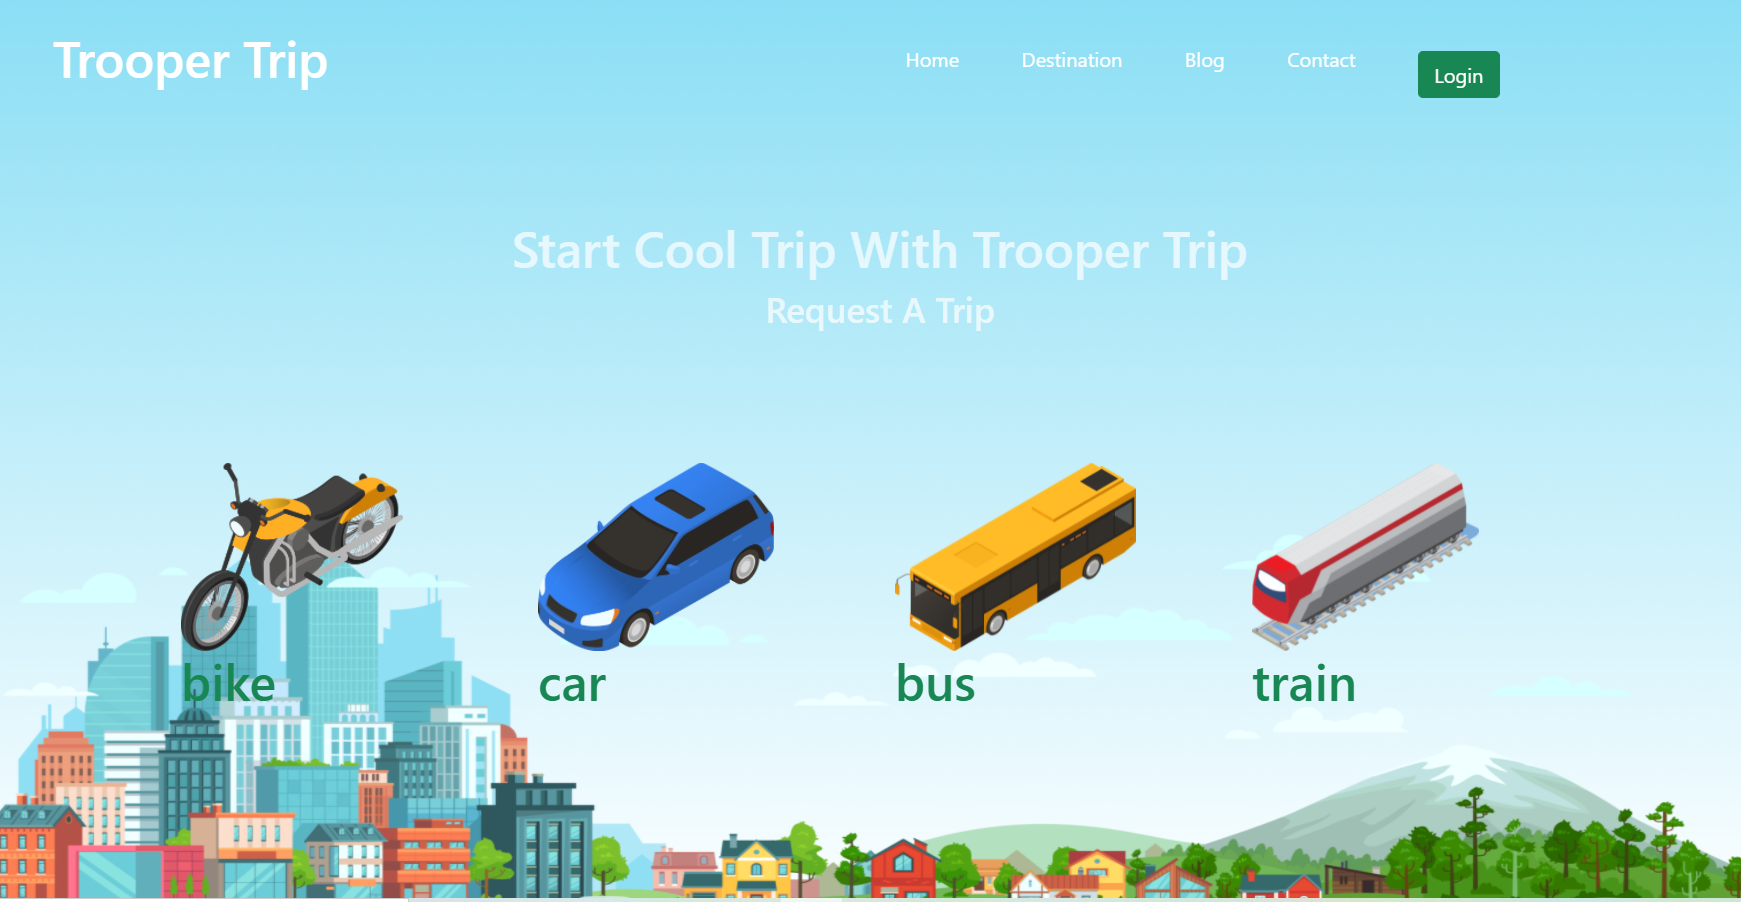 Trooper Trip
Home Destination Blog Contact Login
Start Cool Trip With Trooper Trip
Request A Trip
bike car bus train